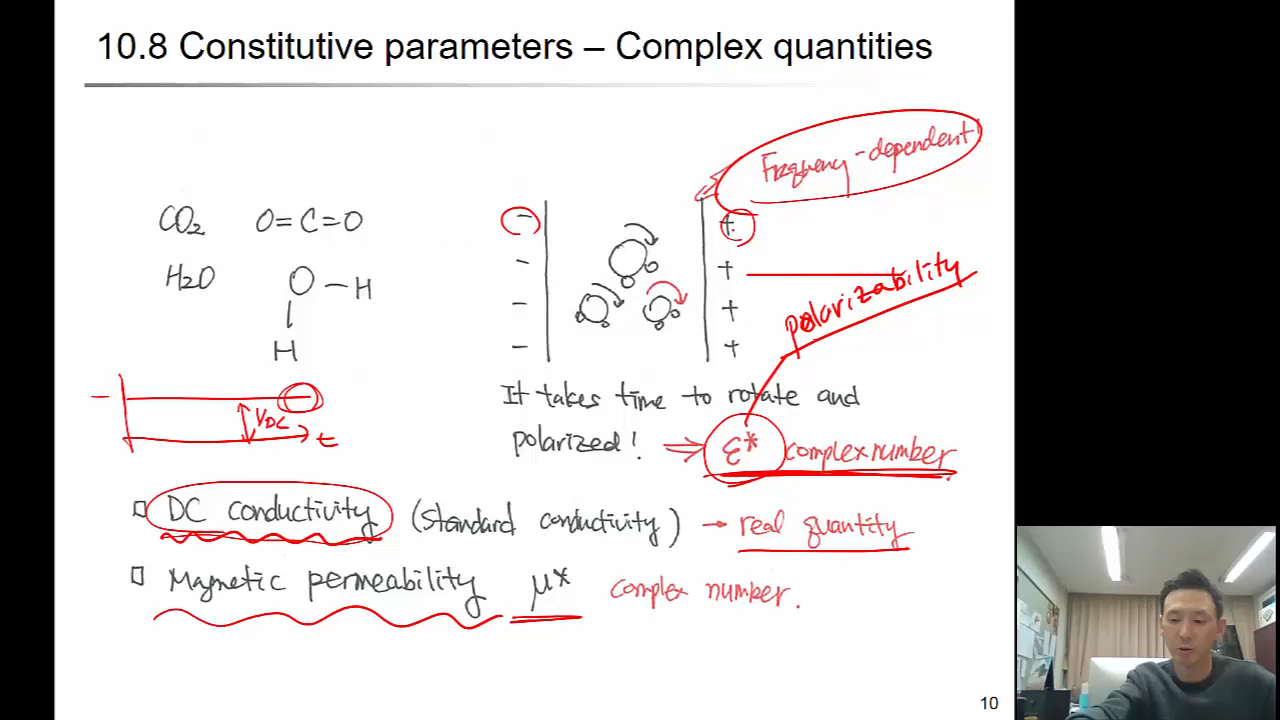 10.8 Constitutive parameters – Complex quantities
Frequency-dependent
CO2 O=C=O
H2O O – H
H
- +
- +
- +
- +
polarizability
It takes time to rotate and
polarized! ⇒ ε* complex number
VDC
t
□ DC conductivity (standard conductivity) → real quantity
□ Magnetic permeability μ* complex number.
10